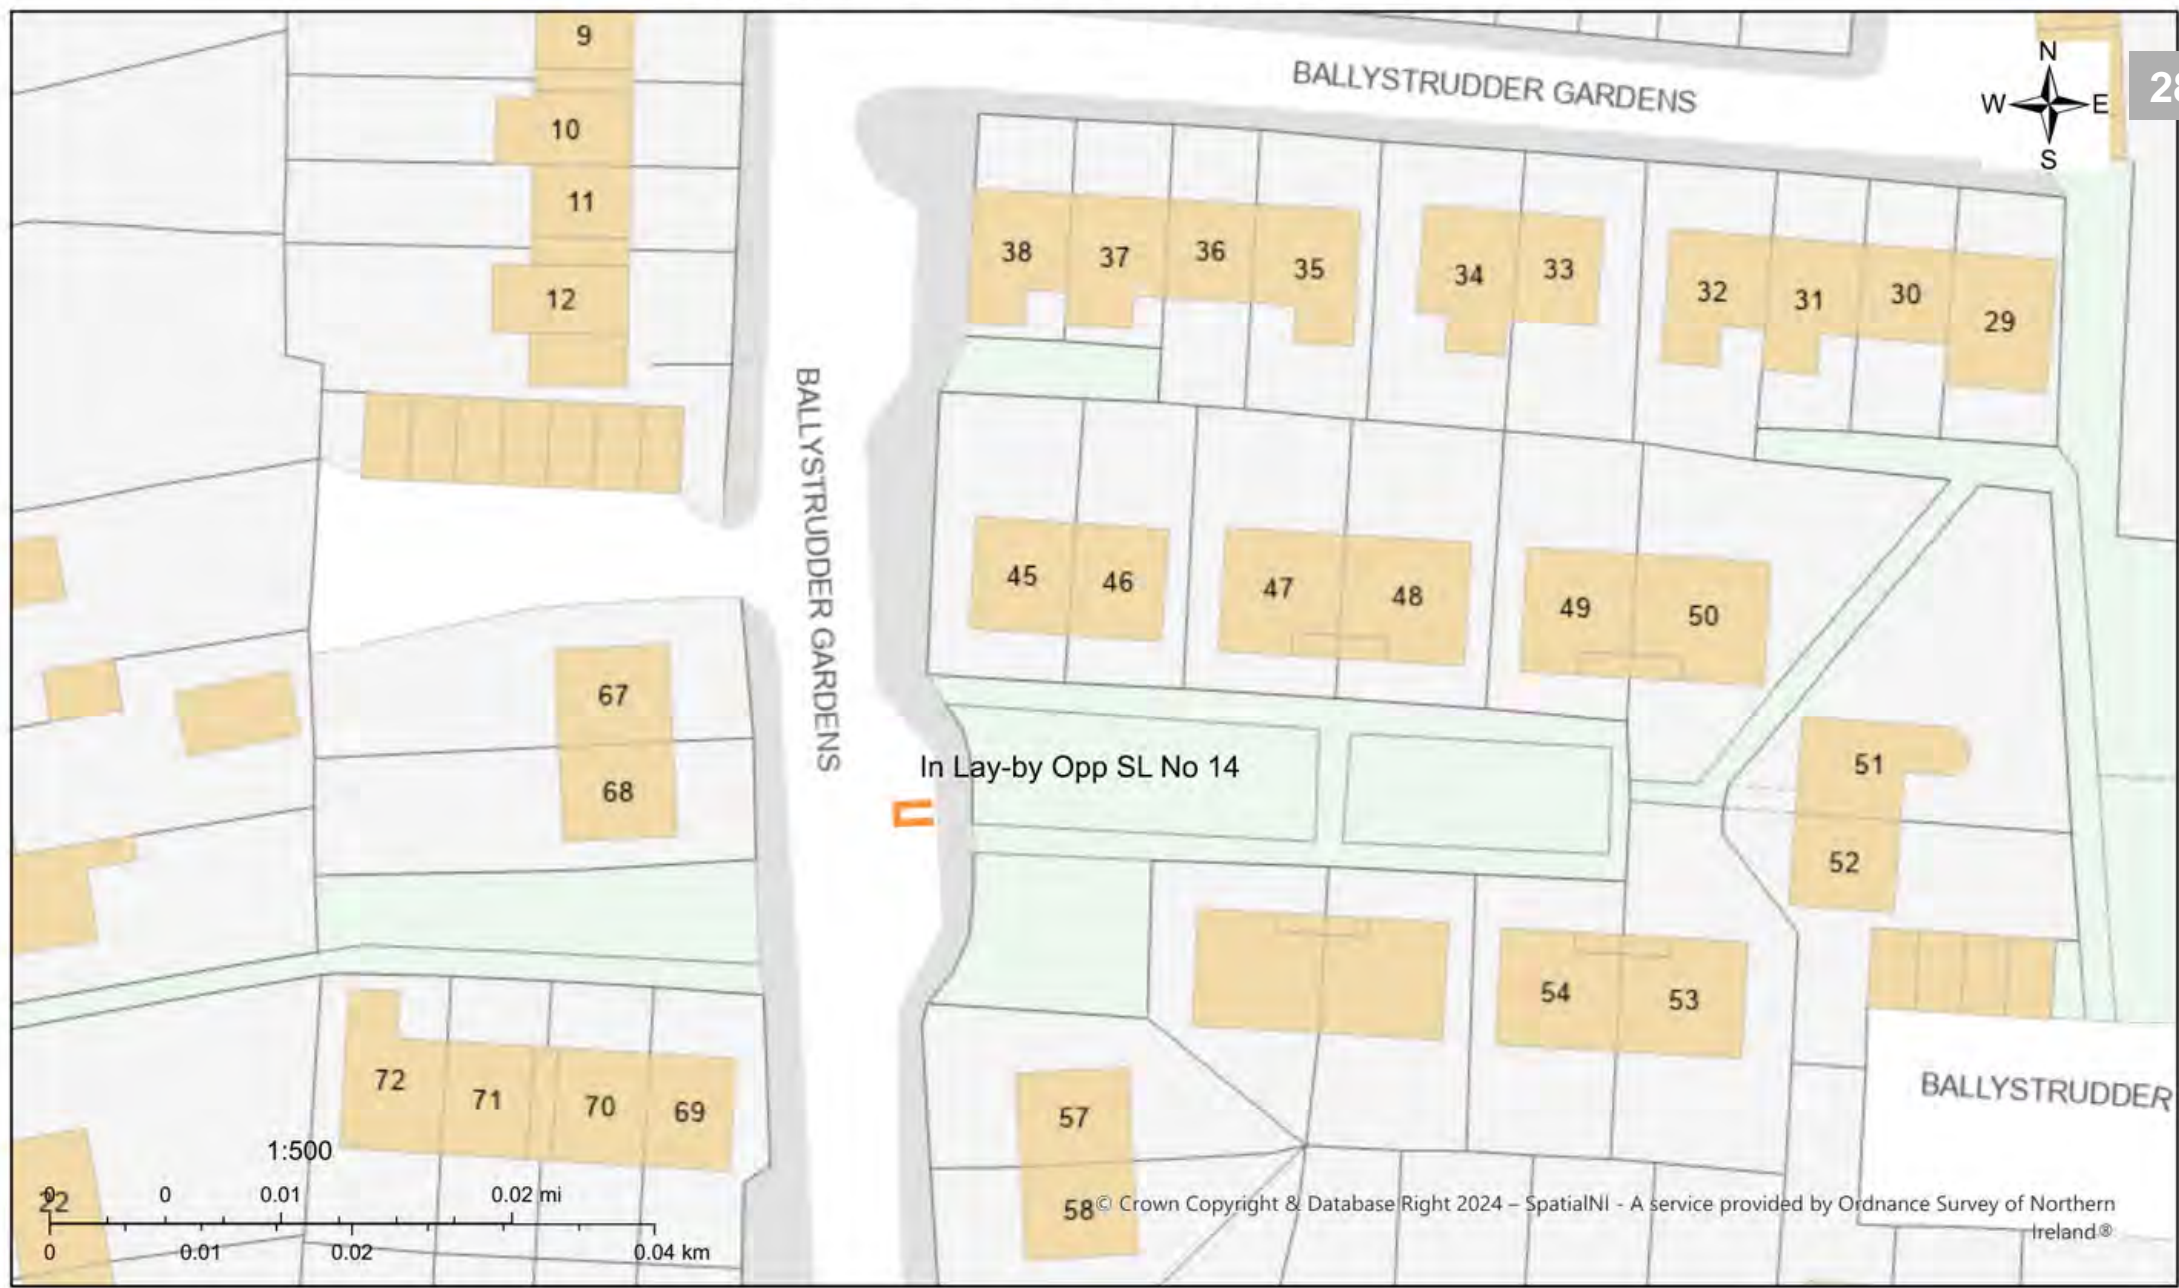 9
BALLYSTRUDDER GARDENS
N
W E
S
10
11
12
38 37 36 35 34 33 32 31 30 29
BALLYSTRUDDER GARDENS
45 46 47 48 49 50
67
68
In Lay-by Opp SL No 14
51
52
54 53
72 71 70 69
57
58
BALLYSTRUDDER
1:500
22
0 0 0.01 0.02 mi
0 0.01 0.02 0.04 km
© Crown Copyright & Database Right 2024 – SpatialNI - A service provided by Ordnance Survey of Northern
Ireland®